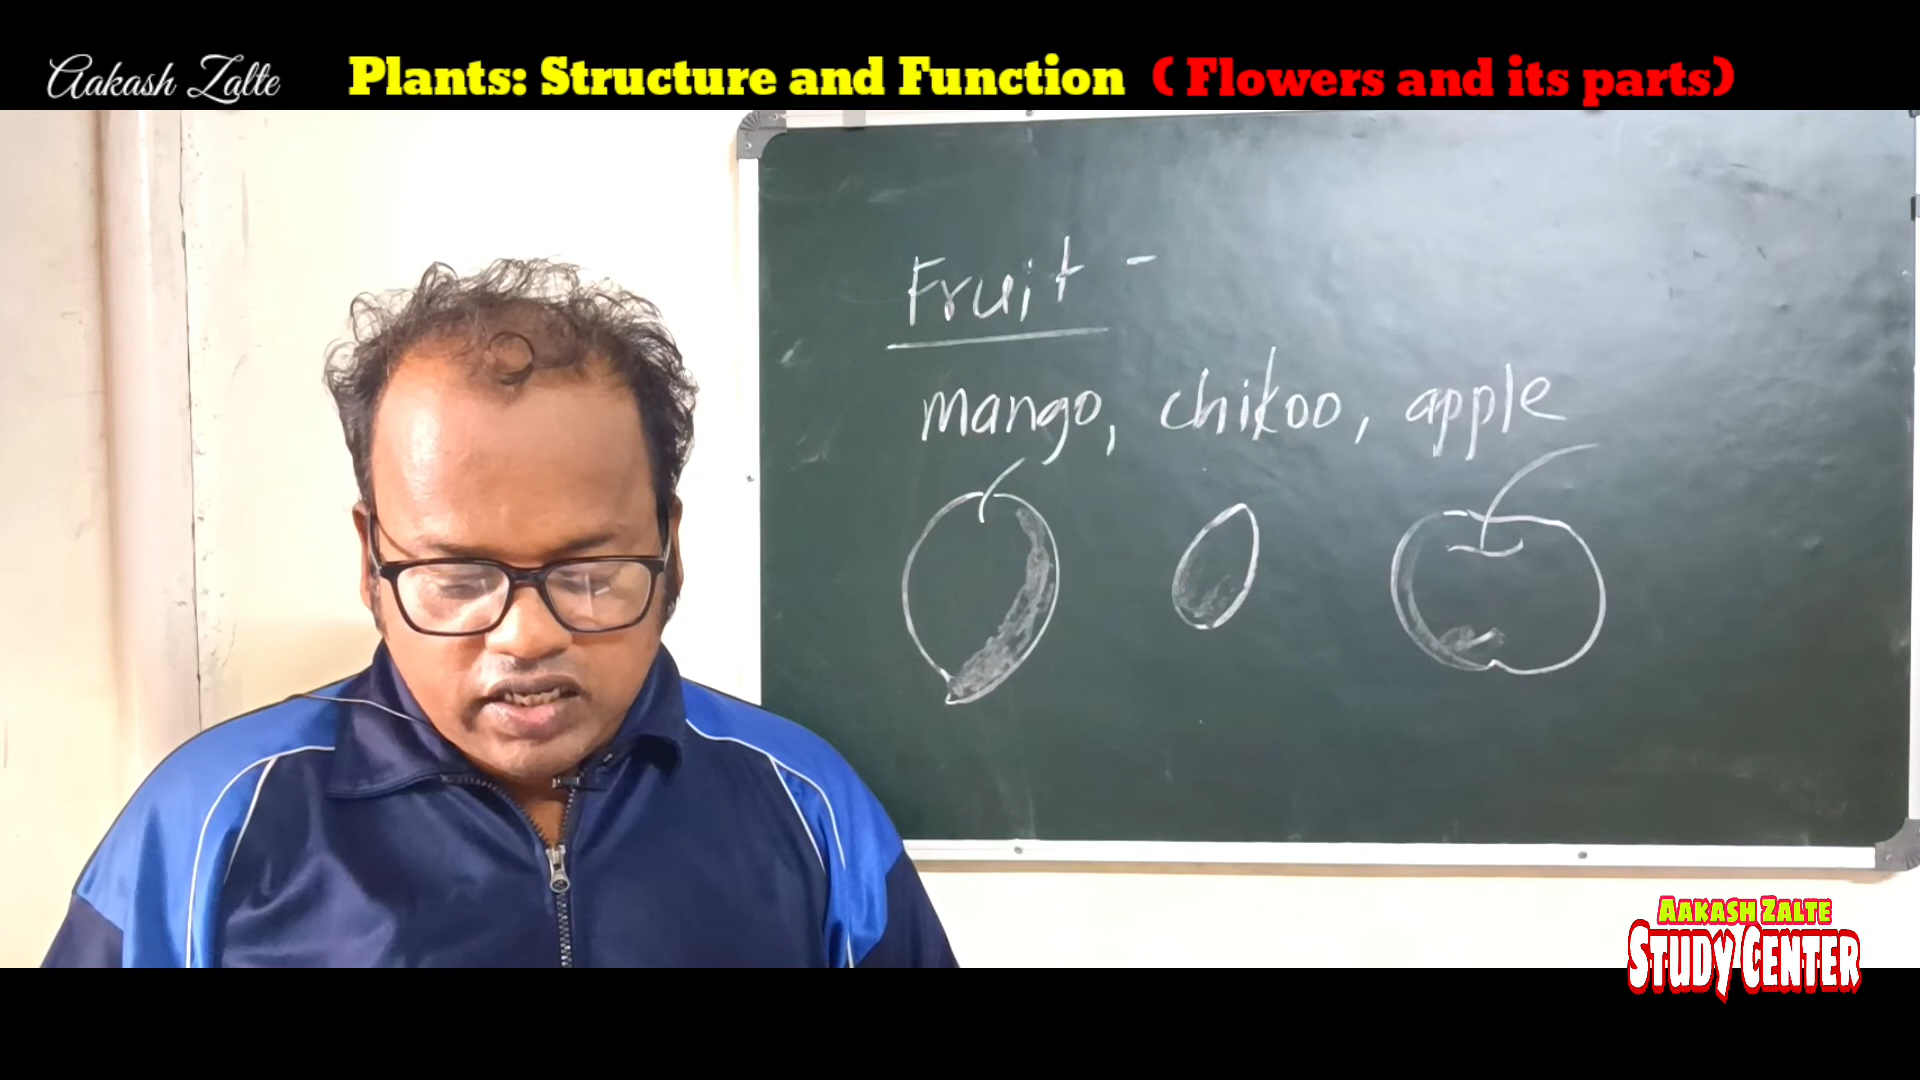 Aakash Zalte Plants: Structure and Function ( Flowers and its parts)
Fruit -
mango, chikoo, apple
AAKASH ZALTE
STUDY CENTER